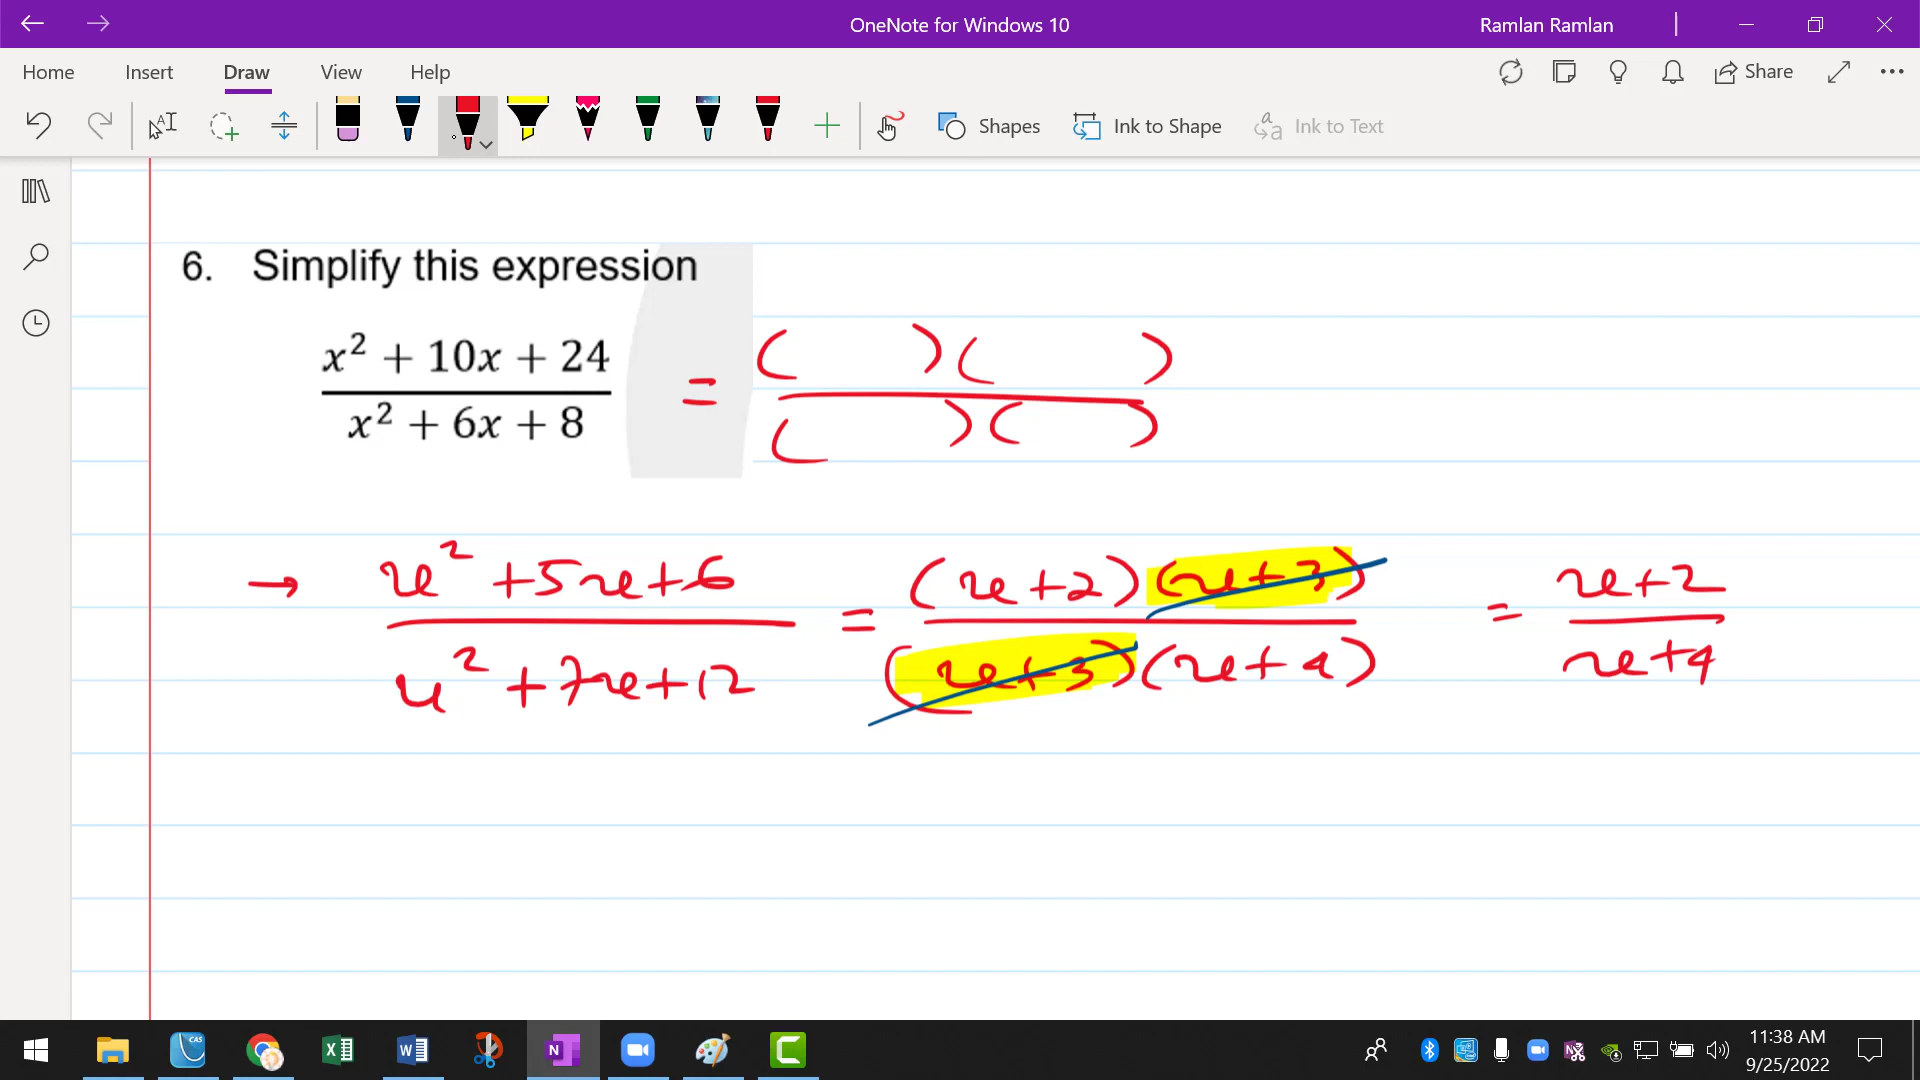 OneNote for Windows 10
Ramlan Ramlan
Home Insert Draw View Help
Share
Shapes Ink to Shape Ink to Text
6. Simplify this expression
x² + 10x + 24
x² + 6x + 8
= ( )( )
( )( )
→ x² + 5x + 6
x² + 7x + 12
= (x+2)(x+3)
(x+3)(x+4)
= x+2
x+4
11:38 AM
9/25/2022